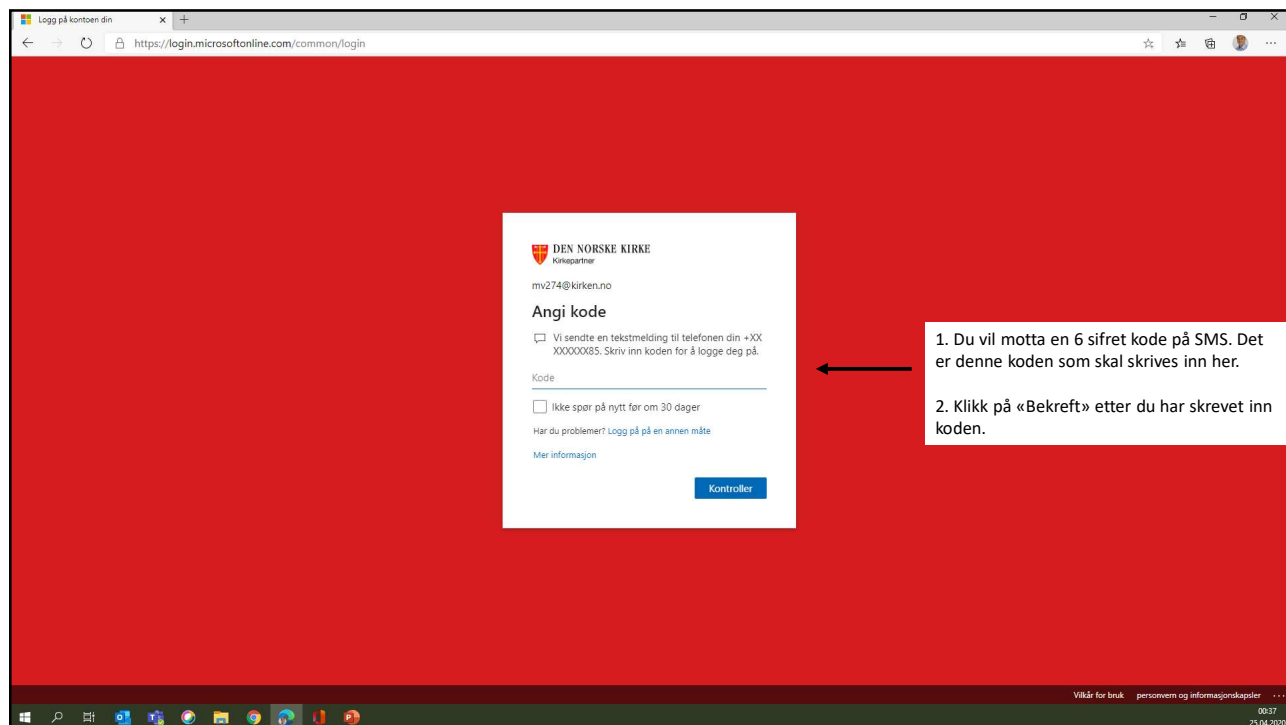 Logg på kontoen din
https://login.microsoftonline.com/common/login
DEN NORSKE KIRKE
Kirkepartner
mv274@kirken.no
Angi kode
Vi sendte en tekstmelding til telefonen din +XX
XXXXXX85. Skriv inn koden for å logge deg på.
Kode
Ikke spør på nytt før om 30 dager
Har du problemer? Logg på på en annen måte
Mer informasjon
Kontroller
1. Du vil motta en 6 sifret kode på SMS. Det
er denne koden som skal skrives inn her.
2. Klikk på «Bekreft» etter du har skrevet inn
koden.
Vilkår for bruk personvern og informasjonskapsler
00:37
25.04.202